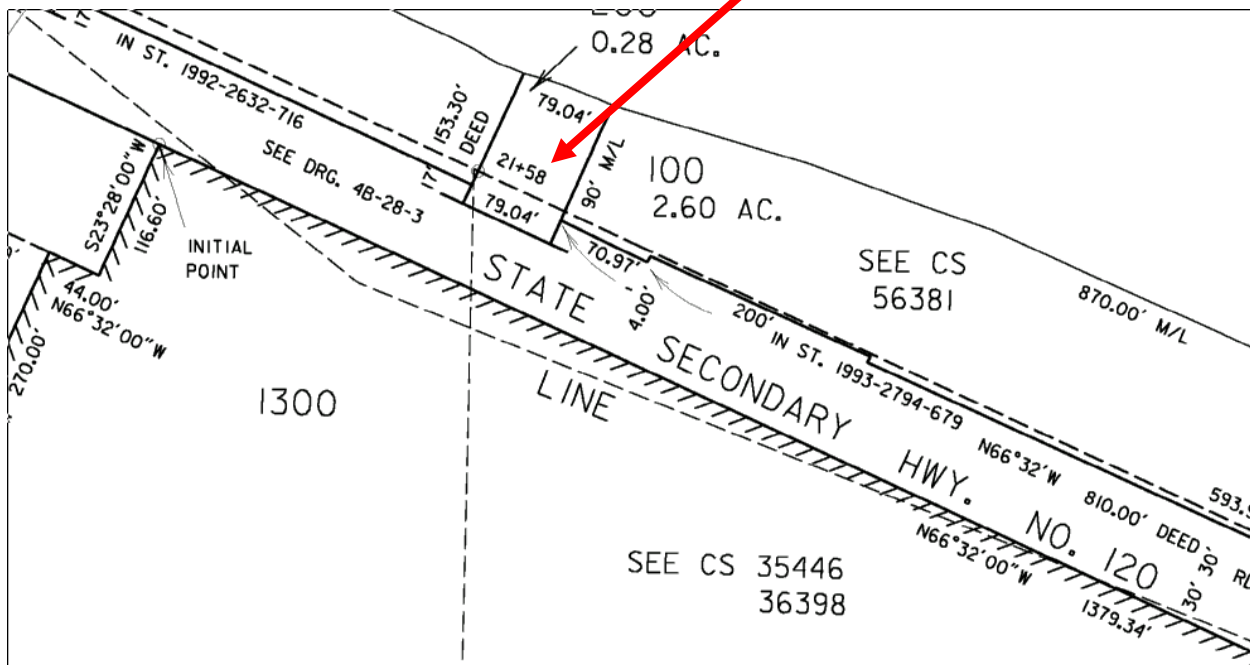 17'
0.28 AC.
IN ST. 1992-2632-716
153.30'
DEED
79.04'
SEE DRG. 4B-28-3
17'
21+58
90' M/L
100
2.60 AC.
79.04'
S23°28'00"W
116.60'
INITIAL
POINT
70.97'
4.00'
SEE CS
56381
870.00' M/L
44.00'
N66°32'00"W
270.00'
STATE SECONDARY HWY. NO. 120
200'
IN ST. 1993-2794-679
N66°32'W
810.00' DEED
593.9
1300
LINE
SEE CS 35446
36398
N66°32'00"W
1379.34'
30' 30'